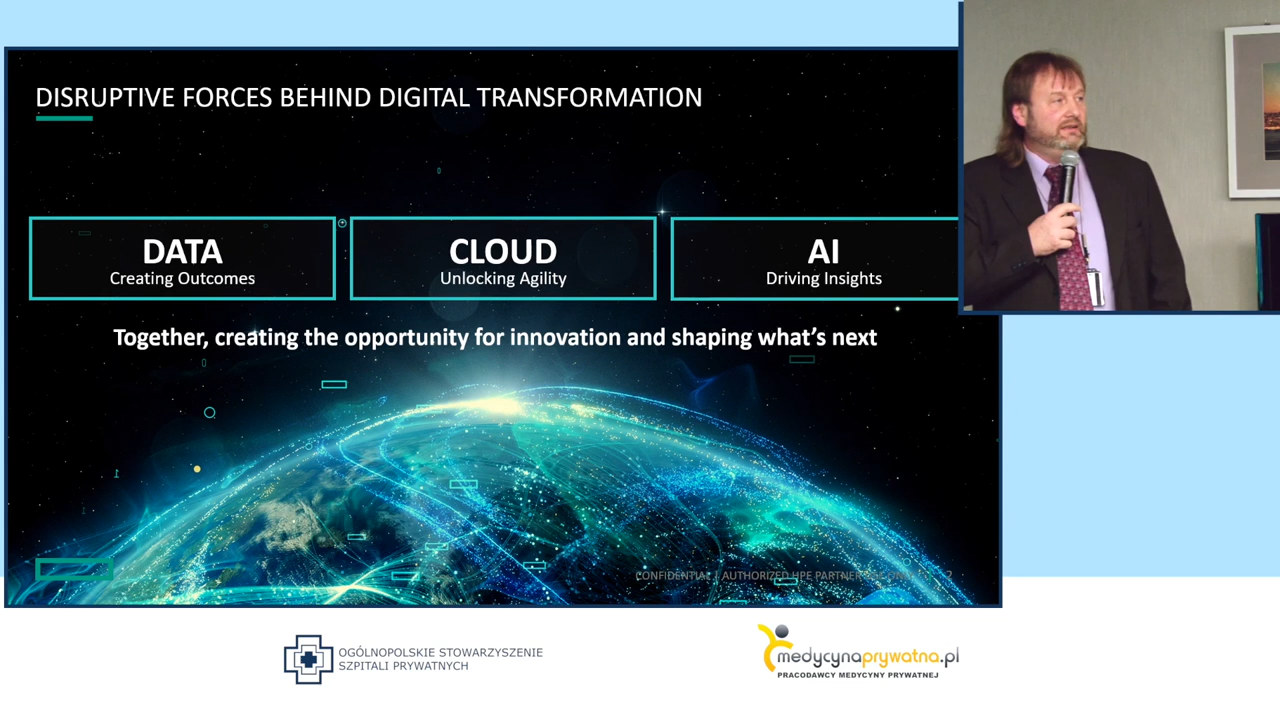 DISRUPTIVE FORCES BEHIND DIGITAL TRANSFORMATION
DATA
Creating Outcomes
CLOUD
Unlocking Agility
AI
Driving Insights
Together, creating the opportunity for innovation and shaping what's next
CONFIDENTIAL | AUTHORIZED HPE PARTNER
OGÓLNOPOLSKIE STOWARZYSZENIE
SZPITALI PRYWATNYCH
medycynaprywatna.pl
PRACODAWCY MEDYCYNY PRYWATNEJ